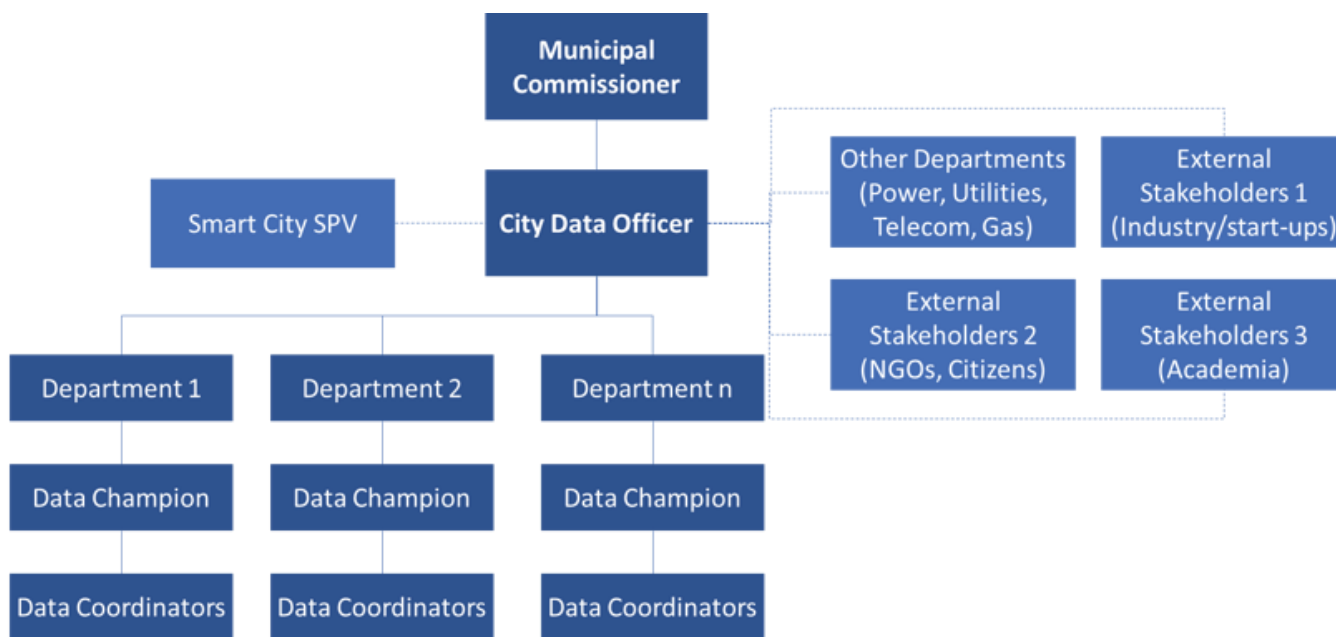 Municipal
Commissioner
Other Departments
(Power, Utilities,
Telecom, Gas)
External
Stakeholders 1
(Industry/start-ups)
Smart City SPV
City Data Officer
External
Stakeholders 2
(NGOs, Citizens)
External
Stakeholders 3
(Academia)
Department 1
Department 2
Department n
Data Champion
Data Champion
Data Champion
Data Coordinators
Data Coordinators
Data Coordinators